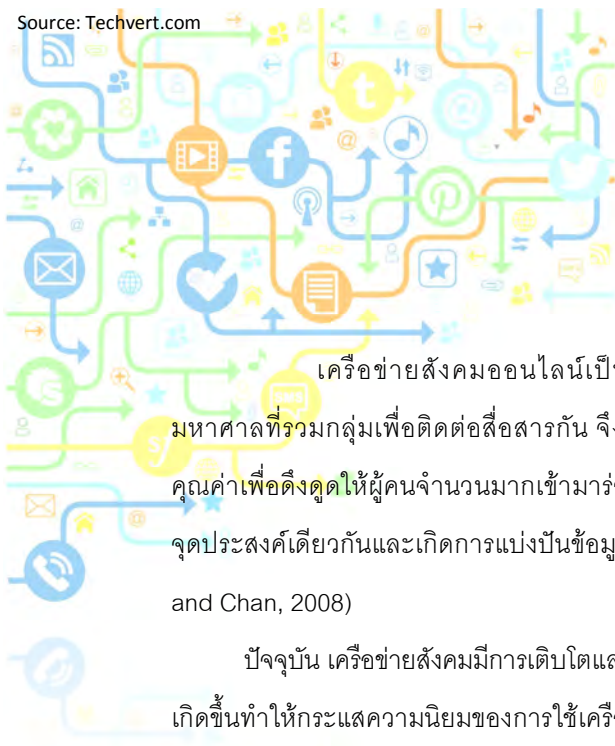 Source: Techvert.com
เครือข่ายสังคมออนไลน์เป็
มหาศาลที่รวมกลุ่มเพื่อติดต่อสื่อสารกัน จึ
คุณค่าเพื่อดึงดูดให้ผู้คนจำนวนมากเข้ามาร่
จุดประสงค์เดียวกันและเกิดการแบ่งปันข้อมู
and Chan, 2008)
ปัจจุบัน เครือข่ายสังคมมีการเติบโตแล
เกิดขึ้นทำให้กระแสความนิยมของการใช้เครื